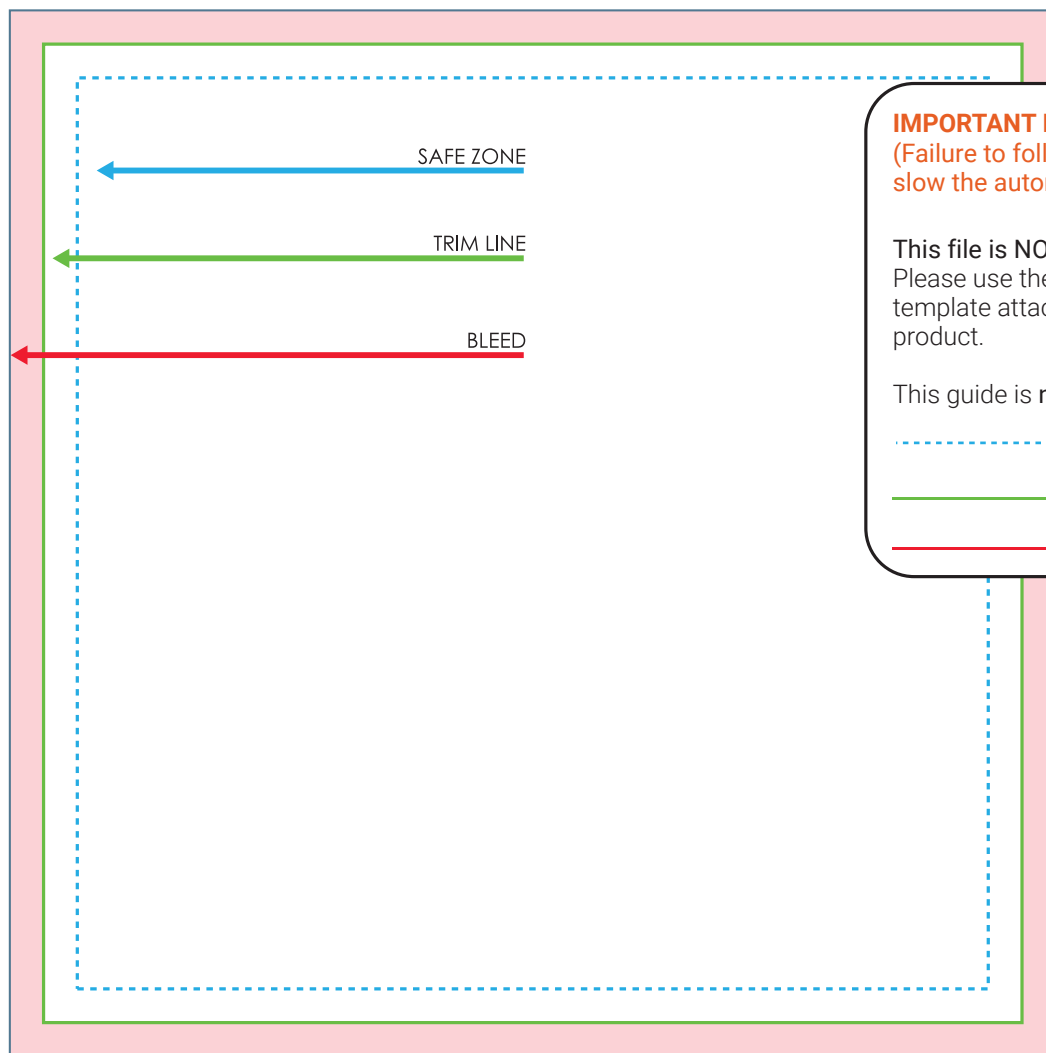 SAFE ZONE
TRIM LINE
BLEED
IMPORTANT
(Failure to
slow the
This file is
Please use
template
product.
This guide is